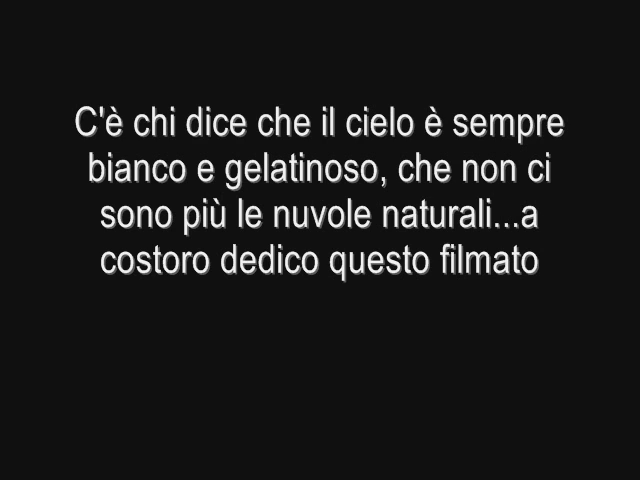 C'è chi dice che il cielo è sempre
bianco e gelatinoso, che non ci
sono più le nuvole naturali...a
costoro dedico questo filmato